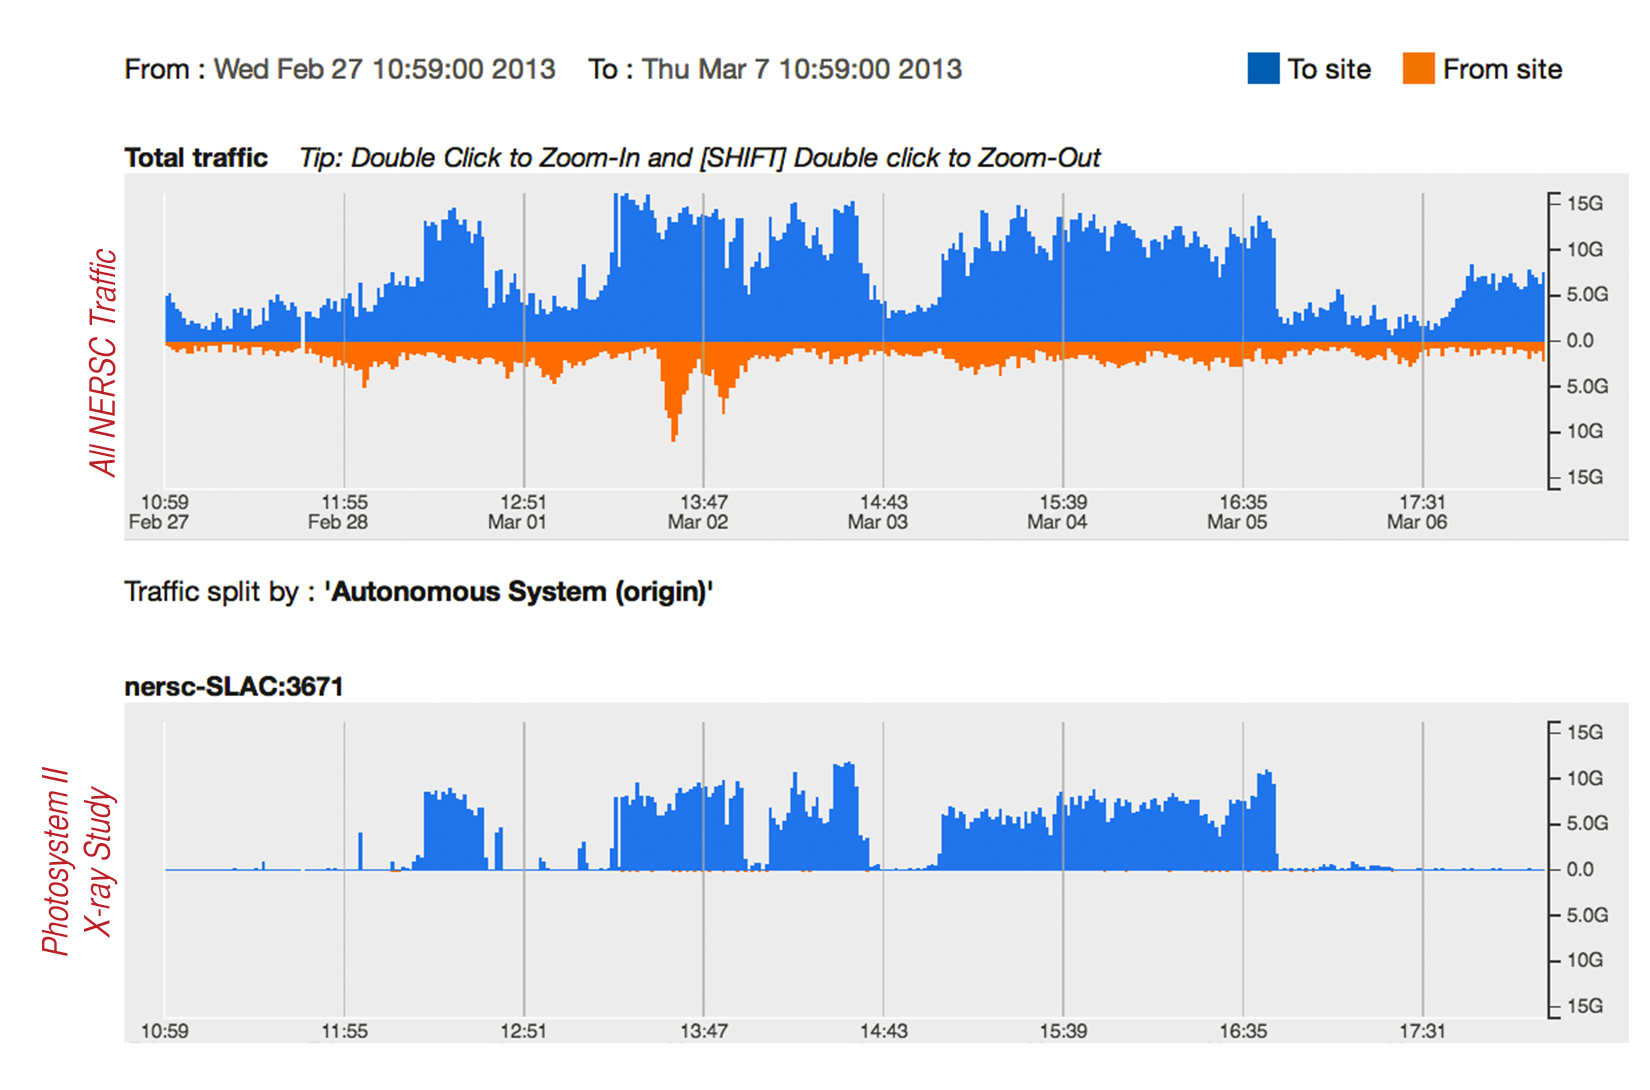 From : Wed Feb 27 10:59:00 2013 To : Thu Mar 7 10:59:00 2013
To site From site
Total traffic Tip: Double Click to Zoom-In and [SHIFT] Double click to Zoom-Out
All NERSC Traffic
15G
10G
5.0G
0.0
5.0G
10G
15G
10:59 11:55 12:51 13:47 14:43 15:39 16:35 17:31
Feb 27 Feb 28 Mar 01 Mar 02 Mar 03 Mar 04 Mar 05 Mar 06
Traffic split by : 'Autonomous System (origin)'
nersc-SLAC:3671
Photosystem II
X-ray Study
15G
10G
5.0G
0.0
5.0G
10G
15G
10:59 11:55 12:51 13:47 14:43 15:39 16:35 17:31